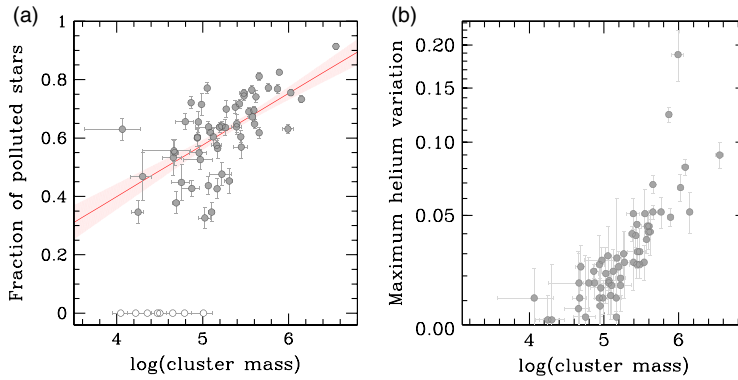 (a)
1
0.8
0.6
0.4
0.2
0
Fraction of polluted stars
4
5
6
log(cluster mass)
(b)
0.20
0.15
0.10
0.05
0.00
Maximum helium variation
4
5
6
log(cluster mass)